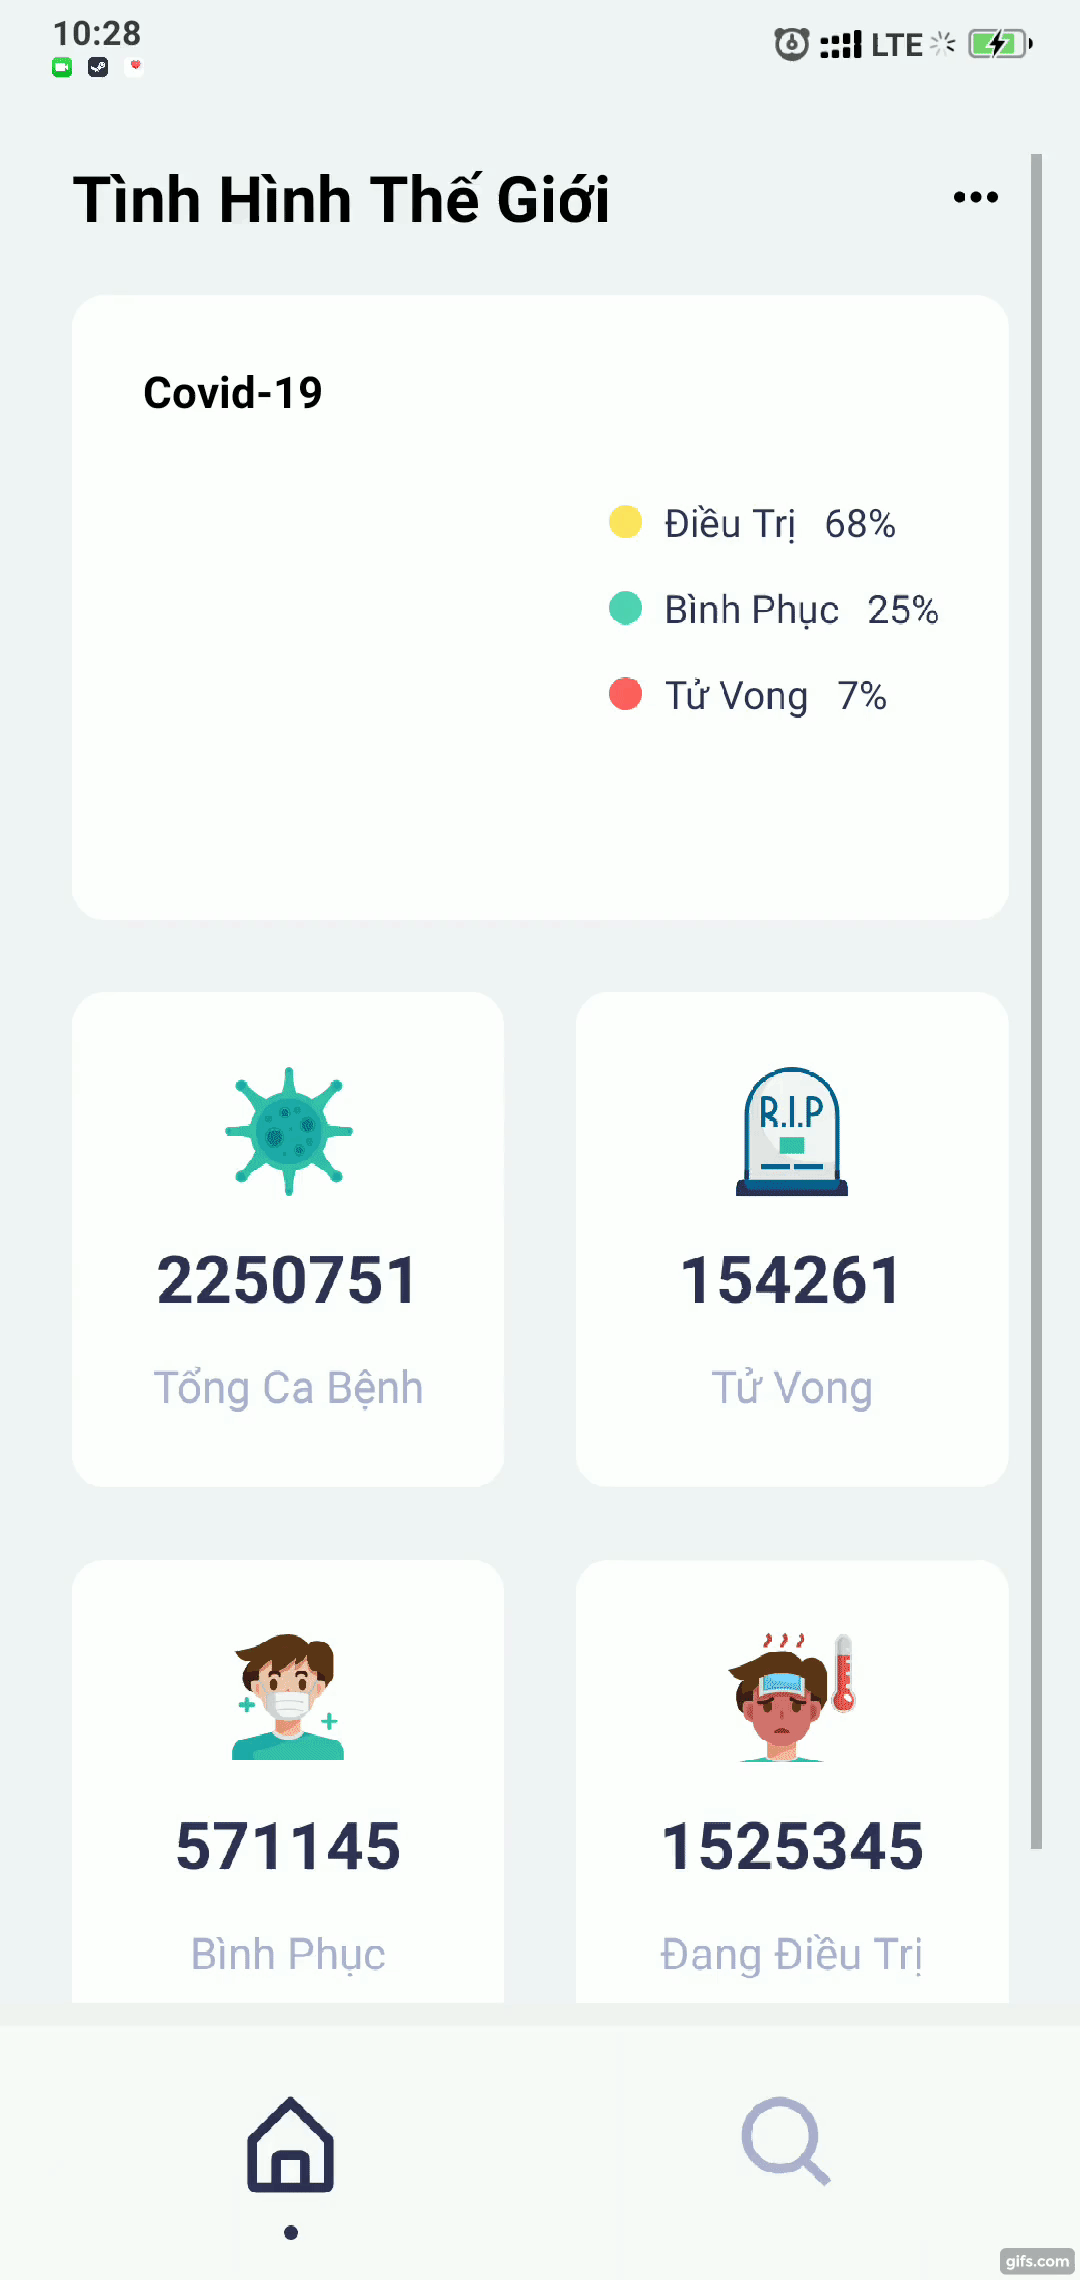 10:28
LTE
Tình Hình Thế Giới
Covid-19
Điều Trị 68%
Bình Phục 25%
Tử Vong 7%
R.I.P
2250751
154261
Tổng Ca Bệnh
Tử Vong
571145
1525345
Bình Phục
Đang Điều Trị
gifs.com